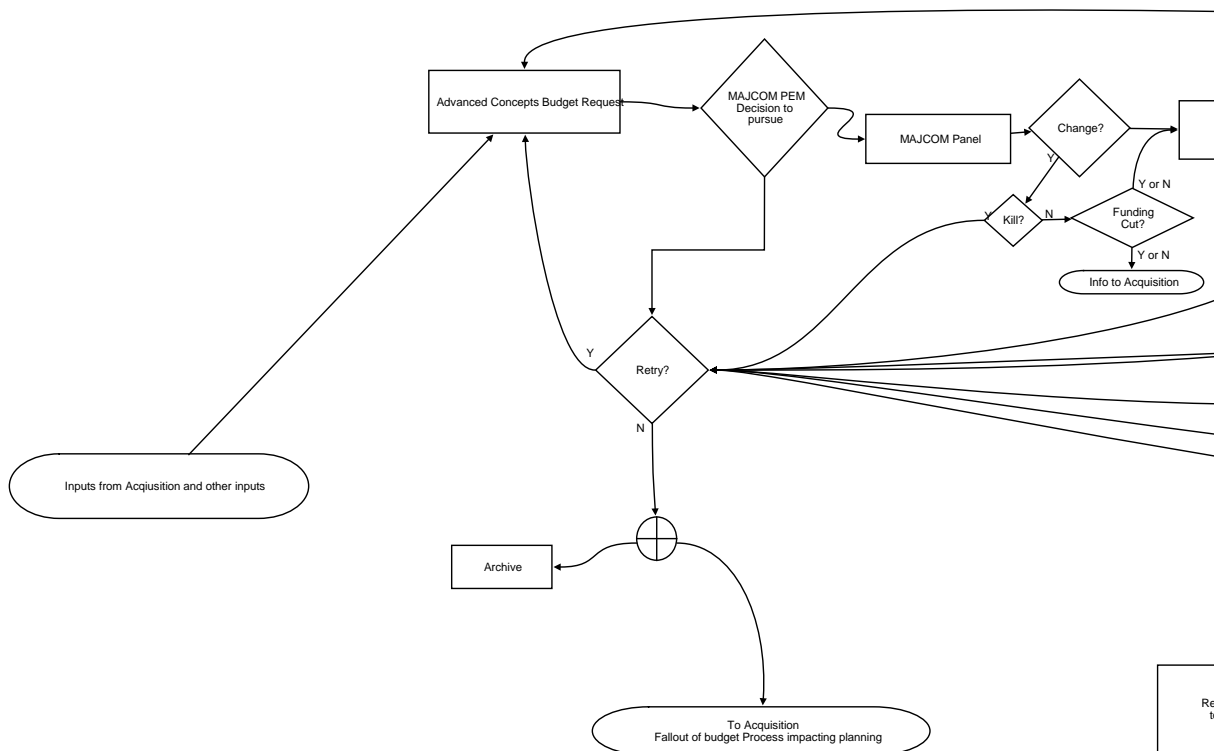 Advanced Concepts Budget Request
MAJCOM PEM
Decision to
pursue
MAJCOM Panel
Change?
Y
Y or N
Y
Kill?
N
Funding
Cut?
Y or N
Info to Acquisition
Y
Retry?
N
Inputs from Acqiusition and other inputs
Archive
To Acquisition
Fallout of budget Process impacting planning